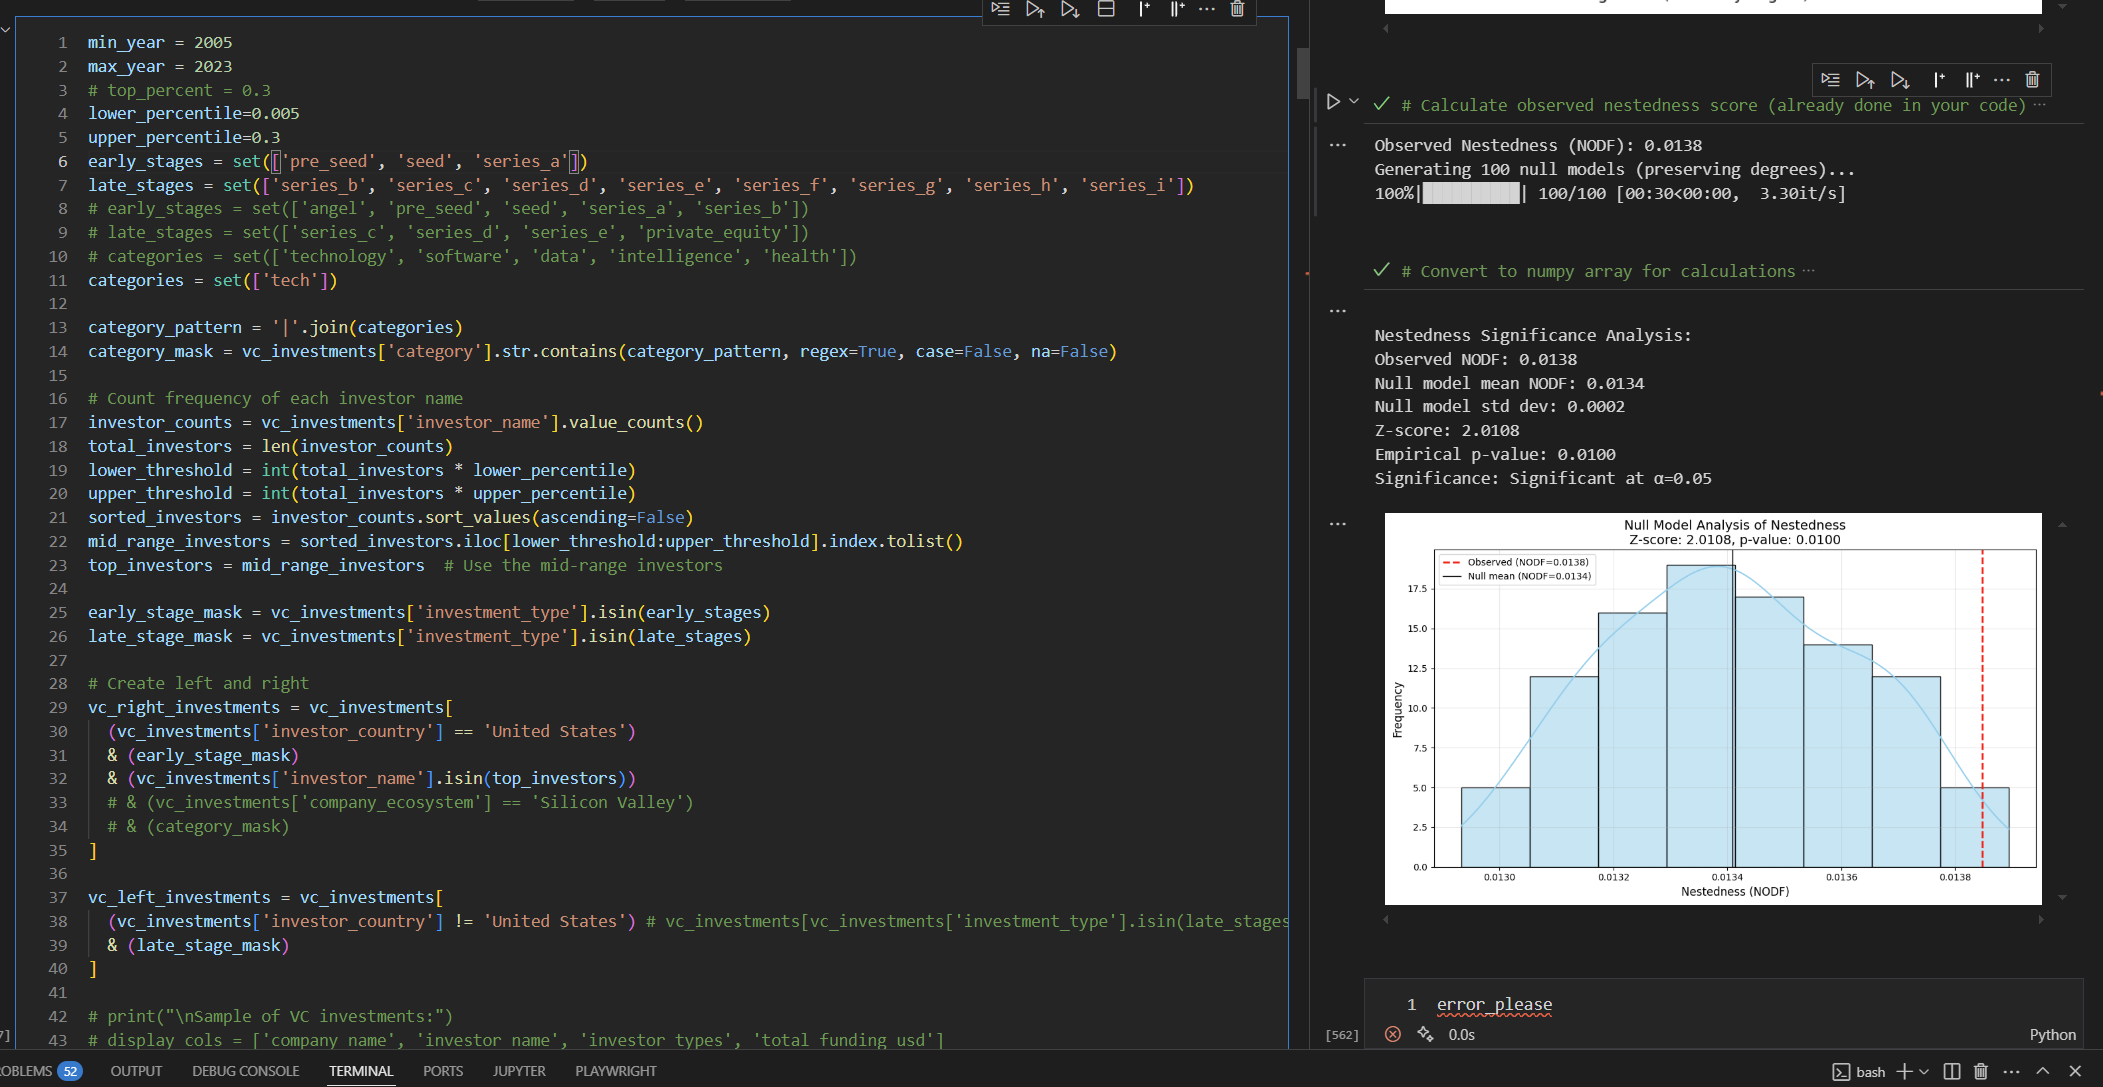 1 min_year = 2005
2 max_year = 2023
3 # top_percent = 0.3
4 lower_percentile=0.005
5 upper_percentile=0.3
6 early_stages = set(['pre_seed', 'seed', 'series_a'])
7 late_stages = set(['series_b', 'series_c', 'series_d', 'series_e', 'series_f', 'series_g', 'series_h', 'series_i'])
8 # early_stages = set(['angel', 'pre_seed', 'seed', 'series_a', 'series_b'])
9 # late_stages = set(['series_c', 'series_d', 'series_e', 'private_equity'])
10 # categories = set(['technology', 'software', 'data', 'intelligence', 'health'])
11 categories = set(['tech'])
12
13 category_pattern = '|'.join(categories)
14 category_mask = vc_investments['category'].str.contains(category_pattern, regex=True, case=False, na=False)
15
16 # Count frequency of each investor name
17 investor_counts = vc_investments['investor_name'].value_counts()
18 total_investors = len(investor_counts)
19 lower_threshold = int(total_investors * lower_percentile)
20 upper_threshold = int(total_investors * upper_percentile)
21 sorted_investors = investor_counts.sort_values(ascending=False)
22 mid_range_investors = sorted_investors.iloc[lower_threshold:upper_threshold].index.tolist()
23 top_investors = mid_range_investors  # Use the mid-range investors
24
25 early_stage_mask = vc_investments['investment_type'].isin(early_stages)
26 late_stage_mask = vc_investments['investment_type'].isin(late_stages)
27
28 # Create left and right
29 vc_right_investments = vc_investments[
30 (vc_investments['investor_country'] == 'United States')
31 & (early_stage_mask)
32 & (vc_investments['investor_name'].isin(top_investors))
33 # & (vc_investments['company_ecosystem'] == 'Silicon Valley')
34 # & (category_mask)
35 ]
36
37 vc_left_investments = vc_investments[
38 (vc_investments['investor_country'] != 'United States') # vc_investments[vc_investments['investment_type'].isin(late_stages
39 & (late_stage_mask)
40 ]
41
42 # print("\nSample of VC investments:")
43 # display_cols = ['company_name', 'investor_name', 'investor_types', 'total_funding_usd']
# Calculate observed nestedness score (already done in your code) ···
Observed Nestedness (NODF): 0.0138
Generating 100 null models (preserving degrees)...
100%|██████████| 100/100 [00:30<00:00,  3.30it/s]
# Convert to numpy array for calculations ···
Nestedness Significance Analysis:
Observed NODF: 0.0138
Null model mean NODF: 0.0134
Null model std dev: 0.0002
Z-score: 2.0108
Empirical p-value: 0.0100
Significance: Significant at α=0.05
Null Model Analysis of Nestedness
Z-score: 2.0108, p-value: 0.0100
Observed (NODF=0.0138)
Null mean (NODF=0.0134)
17.5
15.0
12.5
10.0
7.5
5.0
2.5
0.0
Frequency
0.0130 0.0132 0.0134 0.0136 0.0138
Nestedness (NODF)
1 error_please
[562] 0.0s Python
OBLEMS 52 OUTPUT DEBUG CONSOLE TERMINAL PORTS JUPYTER PLAYWRIGHT bash